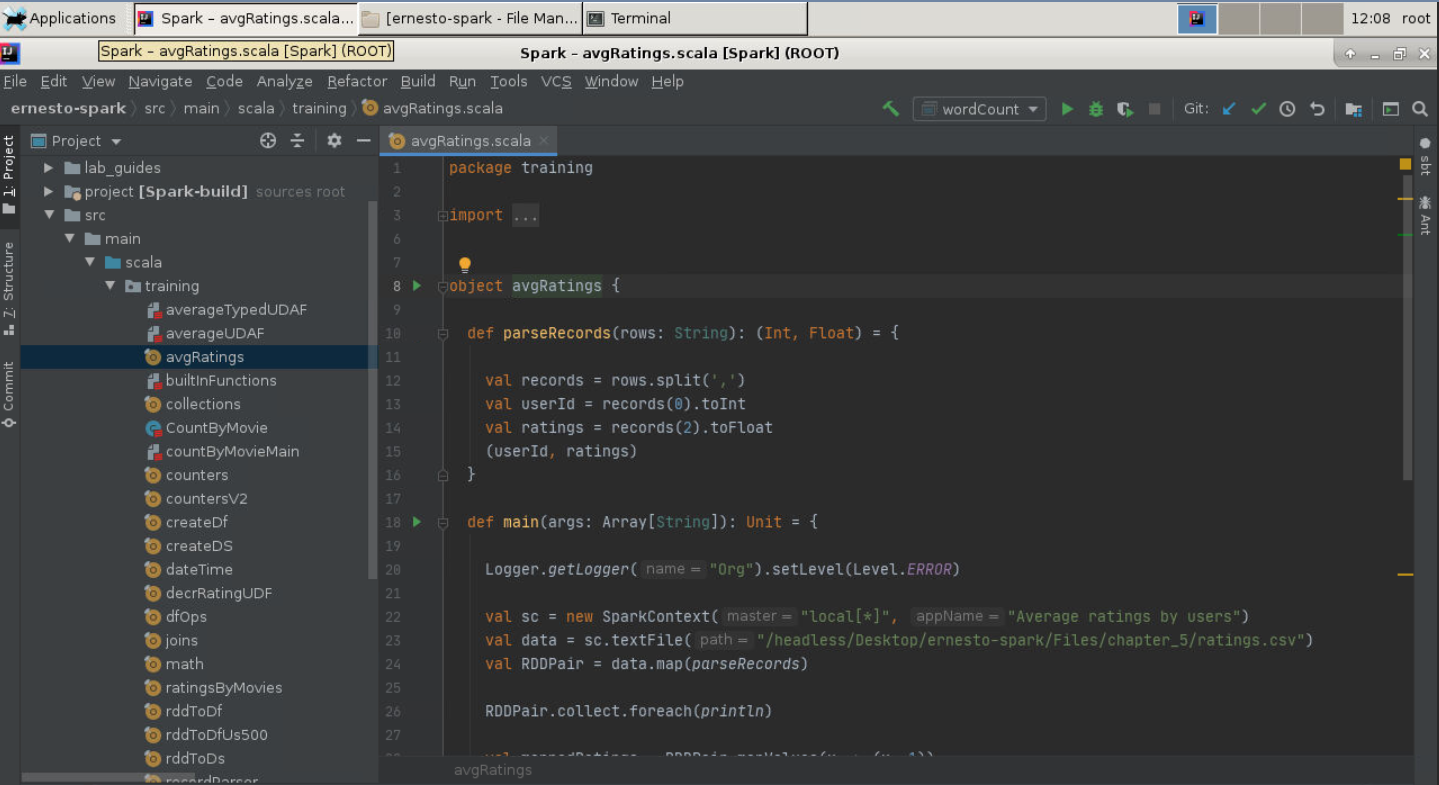 Applications
Spark – avgRatings.scala...
[ernesto-spark - File Man...
Terminal
12:08 root
Spark – avgRatings.scala [Spark] (ROOT)
Spark – avgRatings.scala [Spark] (ROOT)
File Edit View Navigate Code Analyze Refactor Build Run Tools VCS Window Help
ernesto-spark src main scala training avgRatings.scala
wordCount
Git:
1: Project
7: Structure
Commit
Project
lab_guides
project [Spark-build] sources root
src
main
scala
training
averageTypedUDAF
averageUDAF
avgRatings
builtInFunctions
collections
CountByMovie
countByMovieMain
counters
countersV2
createDf
createDS
dateTime
decrRatingUDF
dfOps
joins
math
ratingsByMovies
rddToDf
rddToDfUs500
rddToDs
recordParser
avgRatings.scala
1 package training
2
3 import ...
6
7
8 object avgRatings {
9
10 def parseRecords(rows: String): (Int, Float) = {
11
12 val records = rows.split(',')
13 val userId = records(0).toInt
14 val ratings = records(2).toFloat
15 (userId, ratings)
16 }
17
18 def main(args: Array[String]): Unit = {
19
20 Logger.getLogger( name = "Org").setLevel(Level.ERROR)
21
22 val sc = new SparkContext( master = "local[*]", appName = "Average ratings by users")
23 val data = sc.textFile( path = "/headless/Desktop/ernesto-spark/Files/chapter_5/ratings.csv")
24 val RDDPair = data.map(parseRecords)
25
26 RDDPair.collect.foreach(println)
27
avgRatings
sbt
Ant